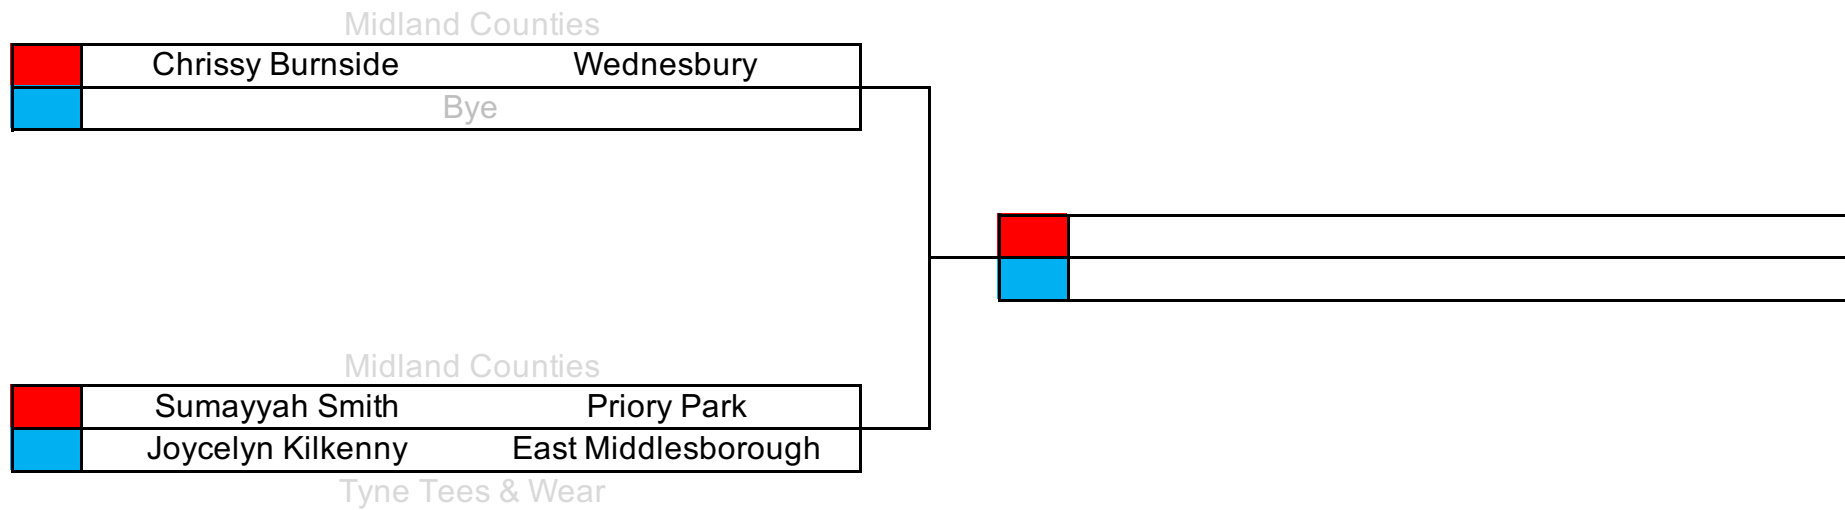 Midland Counties
Chrissy Burnside Wednesbury
Bye
Midland Counties
Sumayyah Smith Priory Park
Joycelyn Kilkenny East Middlesborough
Tyne Tees & Wear